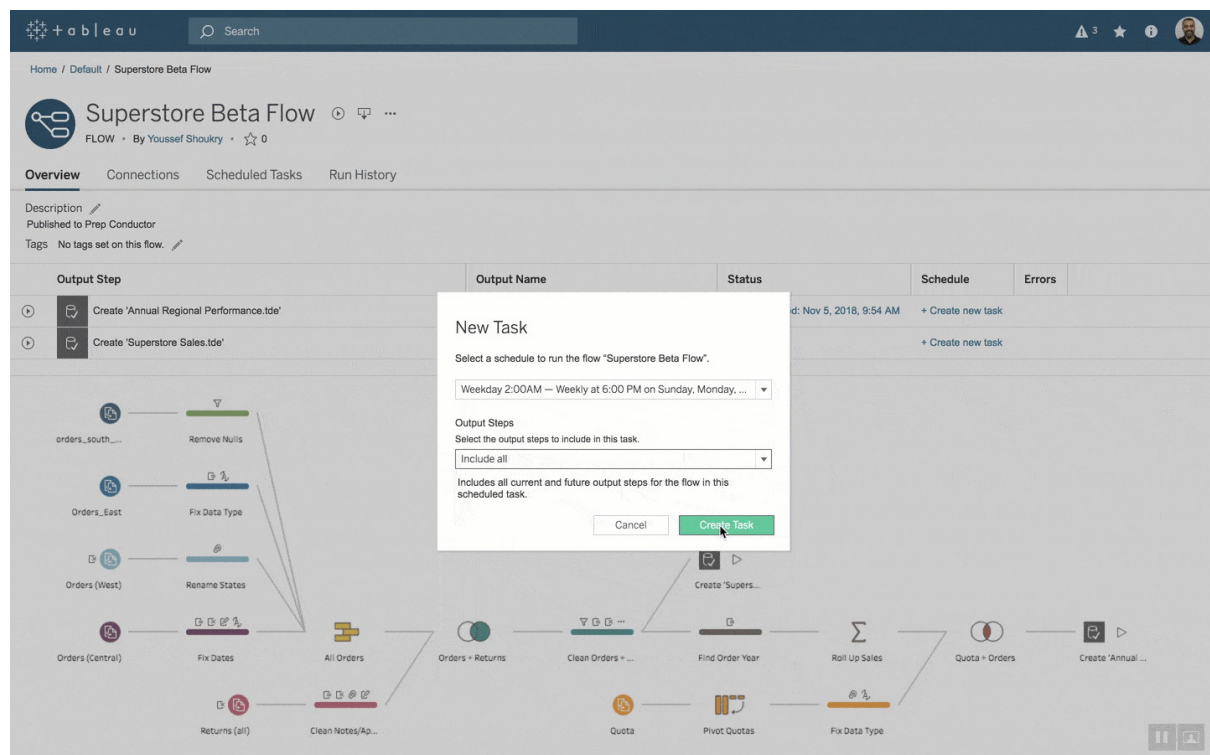 + a b l e a u
Search
3
Home / Default / Superstore Beta Flow
Superstore Beta Flow
FLOW • By Youssef Shoukry • 0
Overview Connections Scheduled Tasks Run History
Description
Published to Prep Conductor
Tags No tags set on this flow.
Output Step Output Name Status Schedule Errors
Create 'Annual Regional Performance.tde' d: Nov 5, 2018, 9:54 AM + Create new task
Create 'Superstore Sales.tde' + Create new task
New Task
Select a schedule to run the flow “Superstore Beta Flow”.
Weekday 2:00AM — Weekly at 6:00 PM on Sunday, Monday, ...
Output Steps
Select the output steps to include in this task.
Include all
Includes all current and future output steps for the flow in this
scheduled task.
Cancel Create Task
orders_south_... Remove Nulls
Orders_East Fix Data Type
Orders (West) Rename States Create 'Supers...
Orders (Central) Fix Dates All Orders Orders + Returns Clean Orders + ... Find Order Year Roll Up Sales Quota + Orders Create 'Annual ...
Returns (all) Clean Notes/Ap... Quota Pivot Quotas Fix Data Type